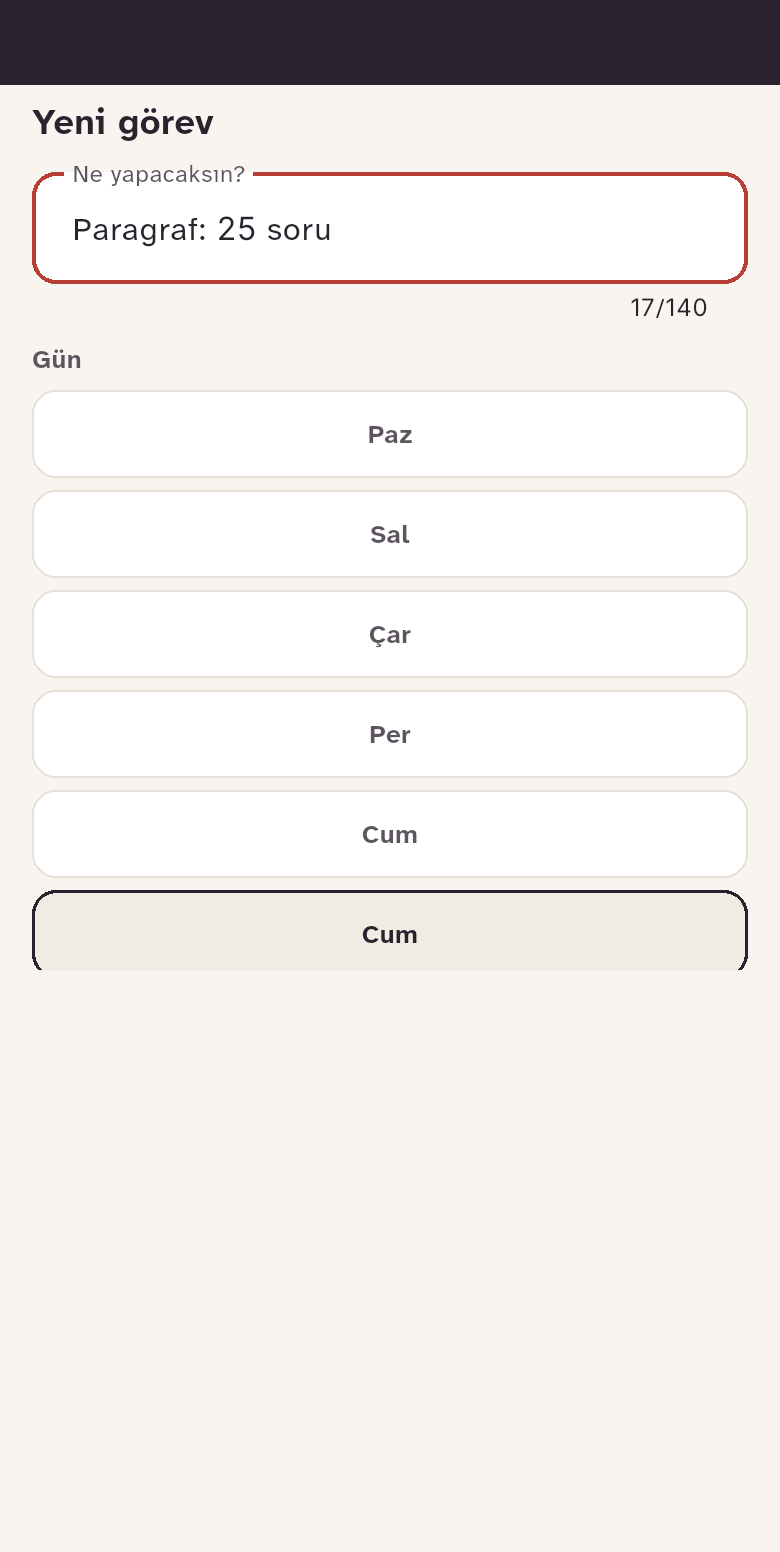 Yeni görev
Ne yapacaksın?
Paragraf: 25 soru
17/140
Gün
Paz
Sal
Çar
Per
Cum
Cum